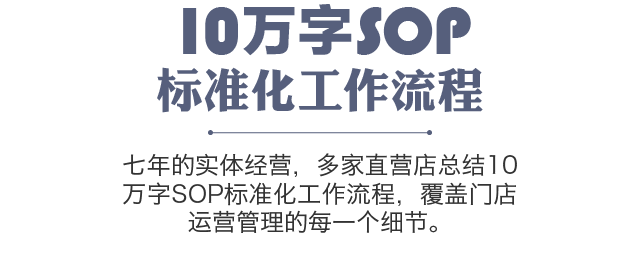 10万字SOP
标准化工作流程
七年的实体经营，多家直营店总结10
万字SOP标准化工作流程，覆盖门店
运营管理的每一个细节。